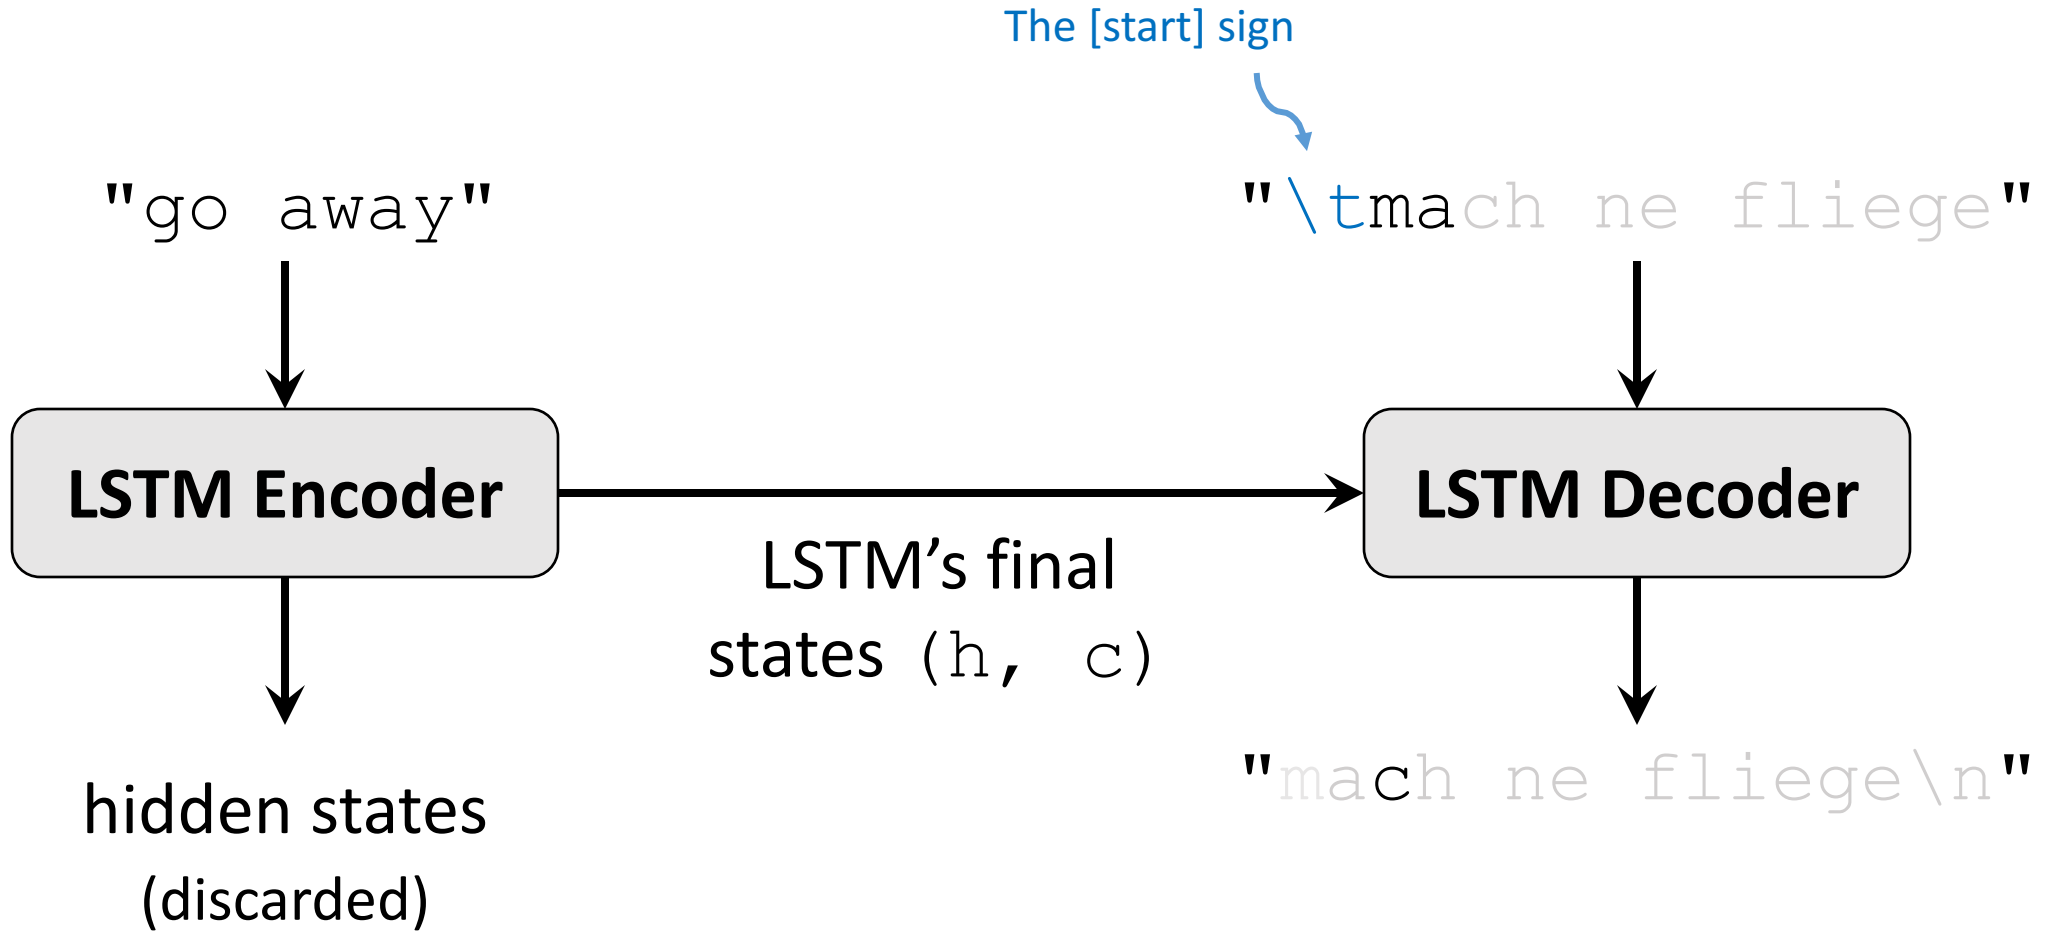 The [start] sign
"go away"
"\tmach ne fliege"
LSTM Encoder
LSTM Decoder
LSTM’s final
states (h, c)
hidden states
(discarded)
"mach ne fliege\n"